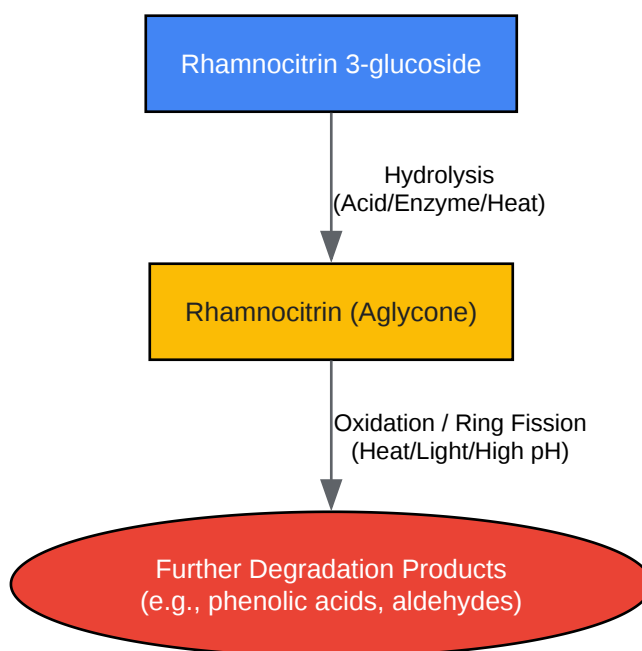 Rhamnocitrin 3-glucoside
Hydrolysis
(Acid/Enzyme/Heat)
Rhamnocitrin (Aglycone)
Oxidation / Ring Fission
(Heat/Light/High pH)
Further Degradation Products
(e.g., phenolic acids, aldehydes)